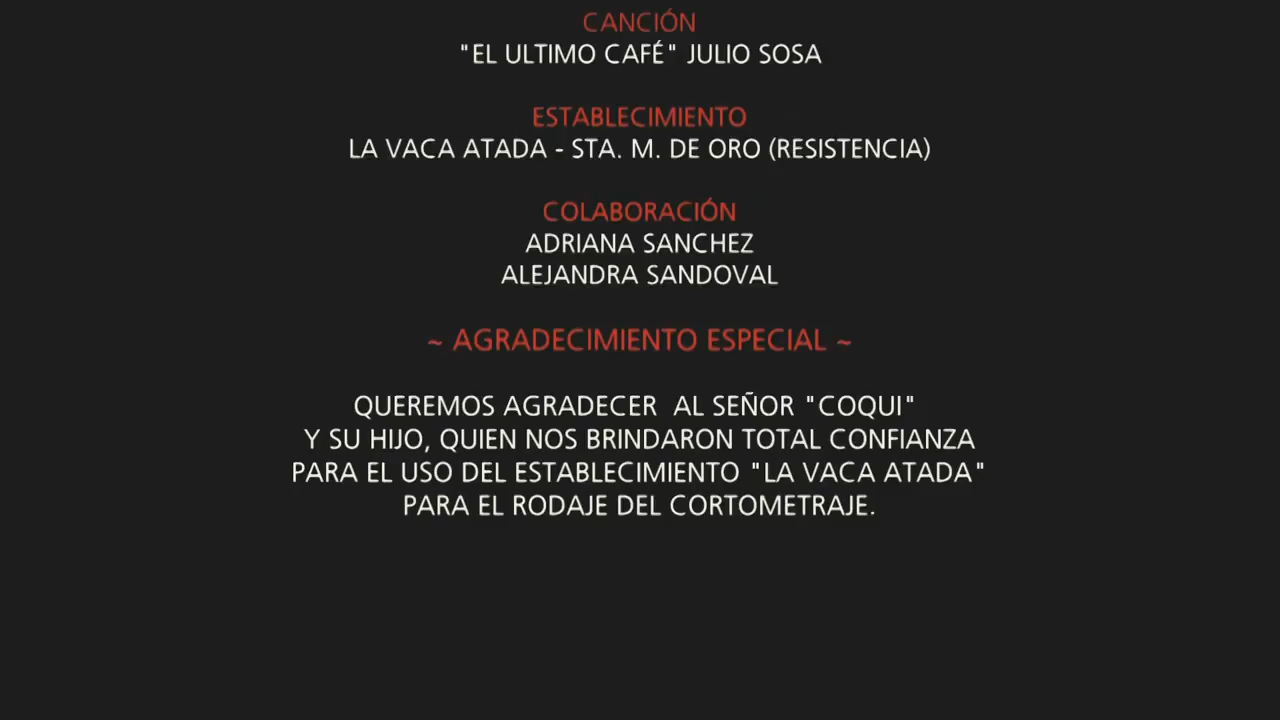 CANCIÓN
"EL ULTIMO CAFÉ" JULIO SOSA
ESTABLECIMIENTO
LA VACA ATADA - STA. M. DE ORO (RESISTENCIA)
COLABORACIÓN
ADRIANA SANCHEZ
ALEJANDRA SANDOVAL
~ AGRADECIMIENTO ESPECIAL ~
QUEREMOS AGRADECER  AL SEÑOR "COQUI"
Y SU HIJO, QUIEN NOS BRINDARON TOTAL CONFIANZA
PARA EL USO DEL ESTABLECIMIENTO "LA VACA ATADA"
PARA EL RODAJE DEL CORTOMETRAJE.